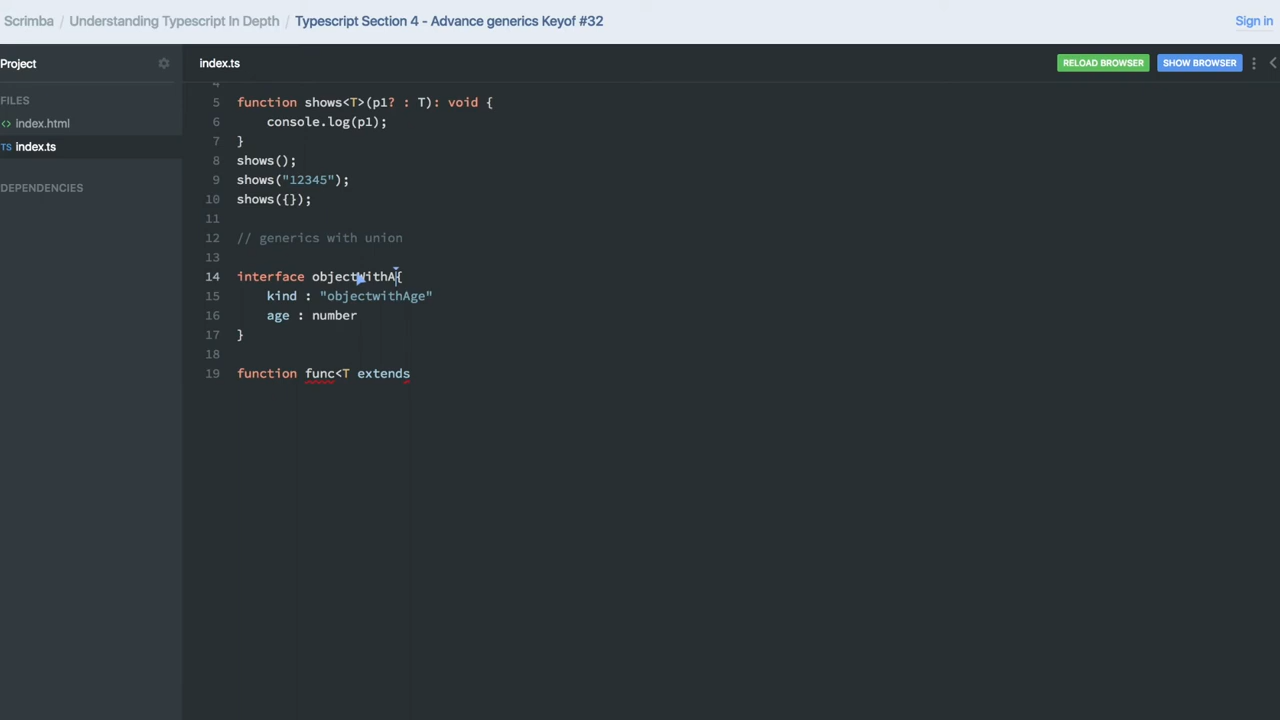 Scrimba / Understanding Typescript In Depth / Typescript Section 4 - Advance generics Keyof #32
Sign in
Project
index.ts
RELOAD BROWSER
SHOW BROWSER
FILES
index.html
TS index.ts
DEPENDENCIES
5 function shows<T>(p1? : T): void {
6 console.log(p1);
7 }
8 shows();
9 shows("12345");
10 shows({});
11
12 // generics with union
13
14 interface objectWithA{
15 kind : "objectwithAge"
16 age : number
17 }
18
19 function func<T extends